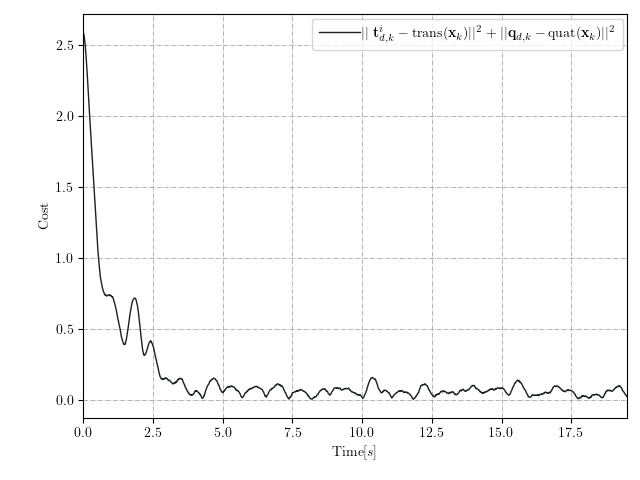 || t^i_{d,k} − trans(x_k)||^2 + ||q_{d,k} − quat(x_k)||^2
2.5
2.0
1.5
1.0
0.5
0.0
Cost
0.0 2.5 5.0 7.5 10.0 12.5 15.0 17.5
Time[s]